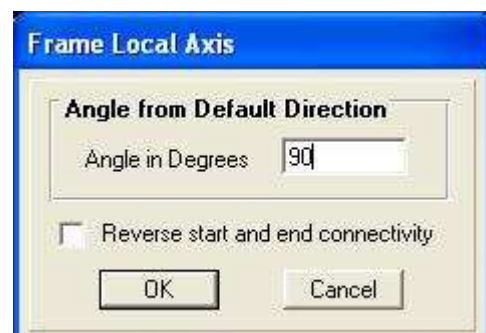 Frame Local Axis
Angle from Default Direction
Angle in Degrees 90
Reverse start and end connectivity
OK Cancel